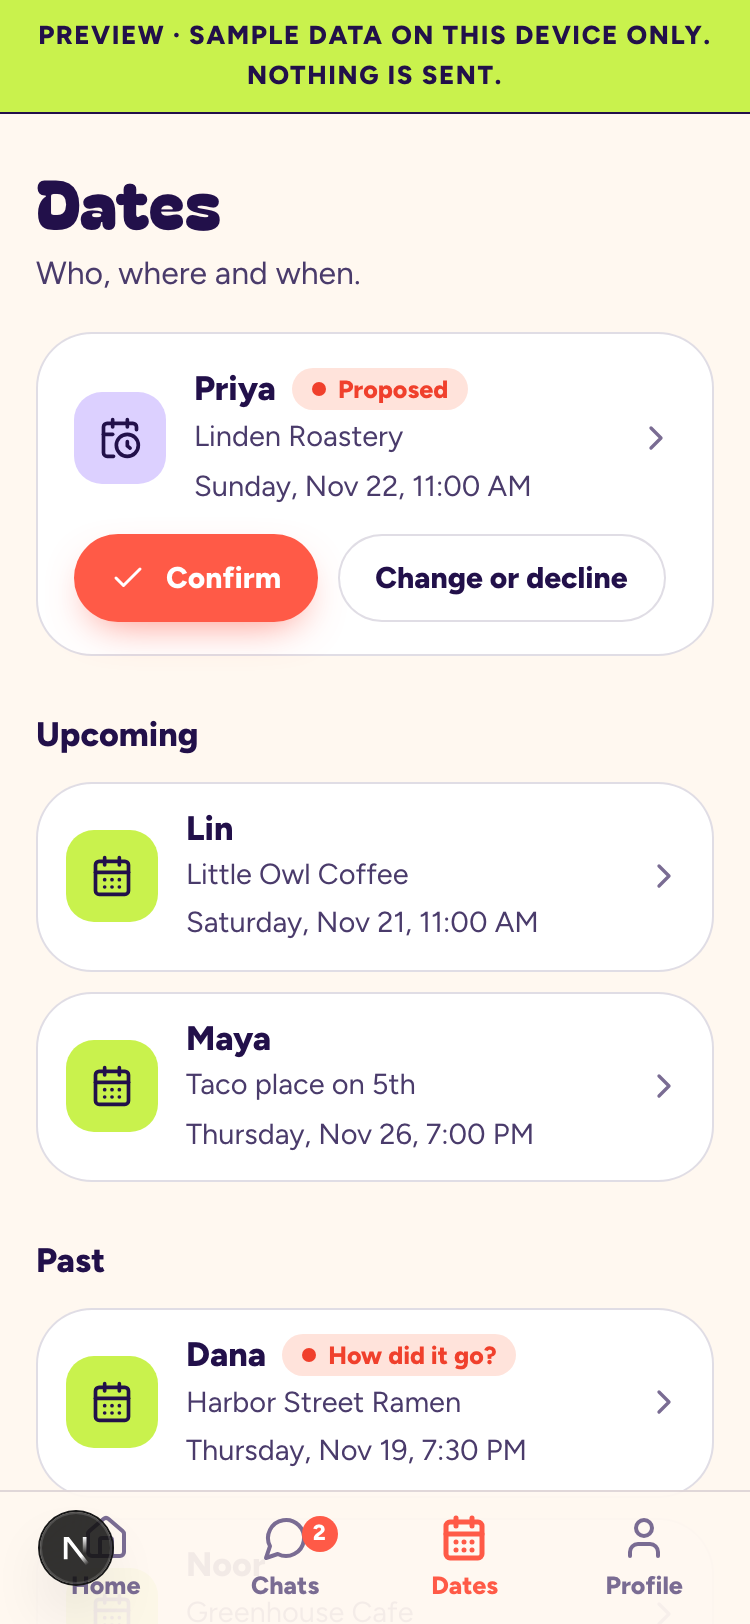 PREVIEW · SAMPLE DATA ON THIS DEVICE ONLY.
NOTHING IS SENT.
Dates
Who, where and when.
Priya
Proposed
Linden Roastery
Sunday, Nov 22, 11:00 AM
Confirm
Change or decline
Upcoming
Lin
Little Owl Coffee
Saturday, Nov 21, 11:00 AM
Maya
Taco place on 5th
Thursday, Nov 26, 7:00 PM
Past
Dana
How did it go?
Harbor Street Ramen
Thursday, Nov 19, 7:30 PM
Noor
Greenhouse Cafe
N
2
Home
Chats
Dates
Profile